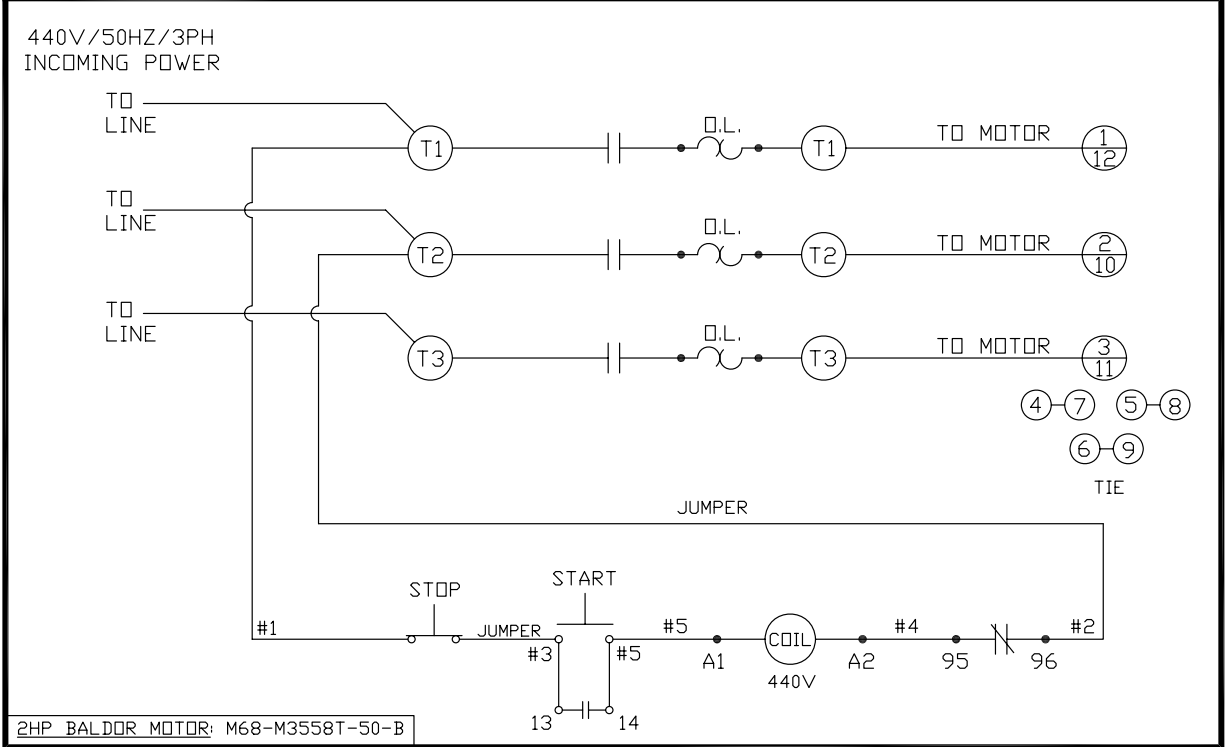 440V/50HZ/3PH
INCOMING POWER
TO
LINE
T1
O.L.
T1
TO MOTOR
1
12
TO
LINE
T2
O.L.
T2
TO MOTOR
2
10
TO
LINE
T3
O.L.
T3
TO MOTOR
3
11
4 7 5 8
6 9
TIE
JUMPER
STOP
START
#1
JUMPER
#3
#5
#5
A1
COIL
440V
A2
#4
95
96
#2
13
14
2HP BALDOR MOTOR: M68-M3558T-50-B